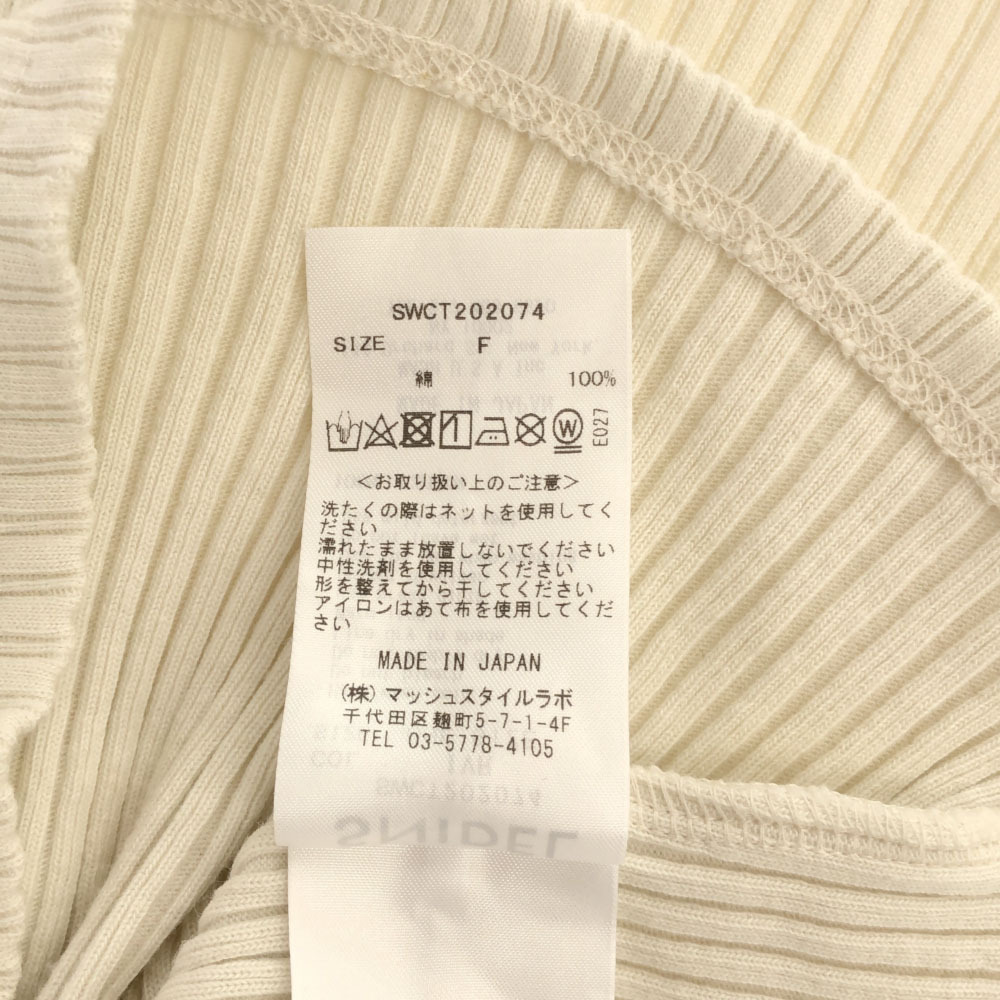 SWCT202074
SIZE F
綿 100%
W E027
<お取り扱い上のご注意>
洗たくの際はネットを使用してく
ださい
濡れたまま放置しないでください
中性洗剤を使用してください
形を整えてから干してください
アイロンはあて布を使用してくだ
さい
MADE IN JAPAN
(株)マッシュスタイルラボ
千代田区麹町5-7-1-4F
TEL 03-5778-4105